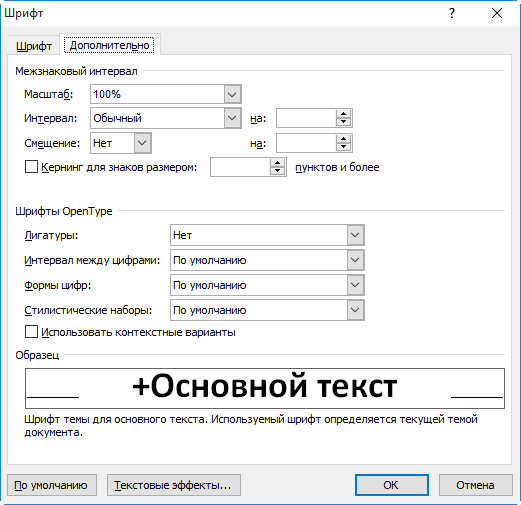 Шрифт
Шрифт Дополнительно
Межзнаковый интервал
Масштаб: 100%
Интервал: Обычный на:
Смещение: Нет на:
Кернинг для знаков размером: пунктов и более
Шрифты OpenType
Лигатуры: Нет
Интервал между цифрами: По умолчанию
Формы цифр: По умолчанию
Стилистические наборы: По умолчанию
Использовать контекстные варианты
Образец
+Основной текст
Шрифт темы для основного текста. Используемый шрифт определяется текущей темой
документа.
По умолчанию Текстовые эффекты... ОК Отмена